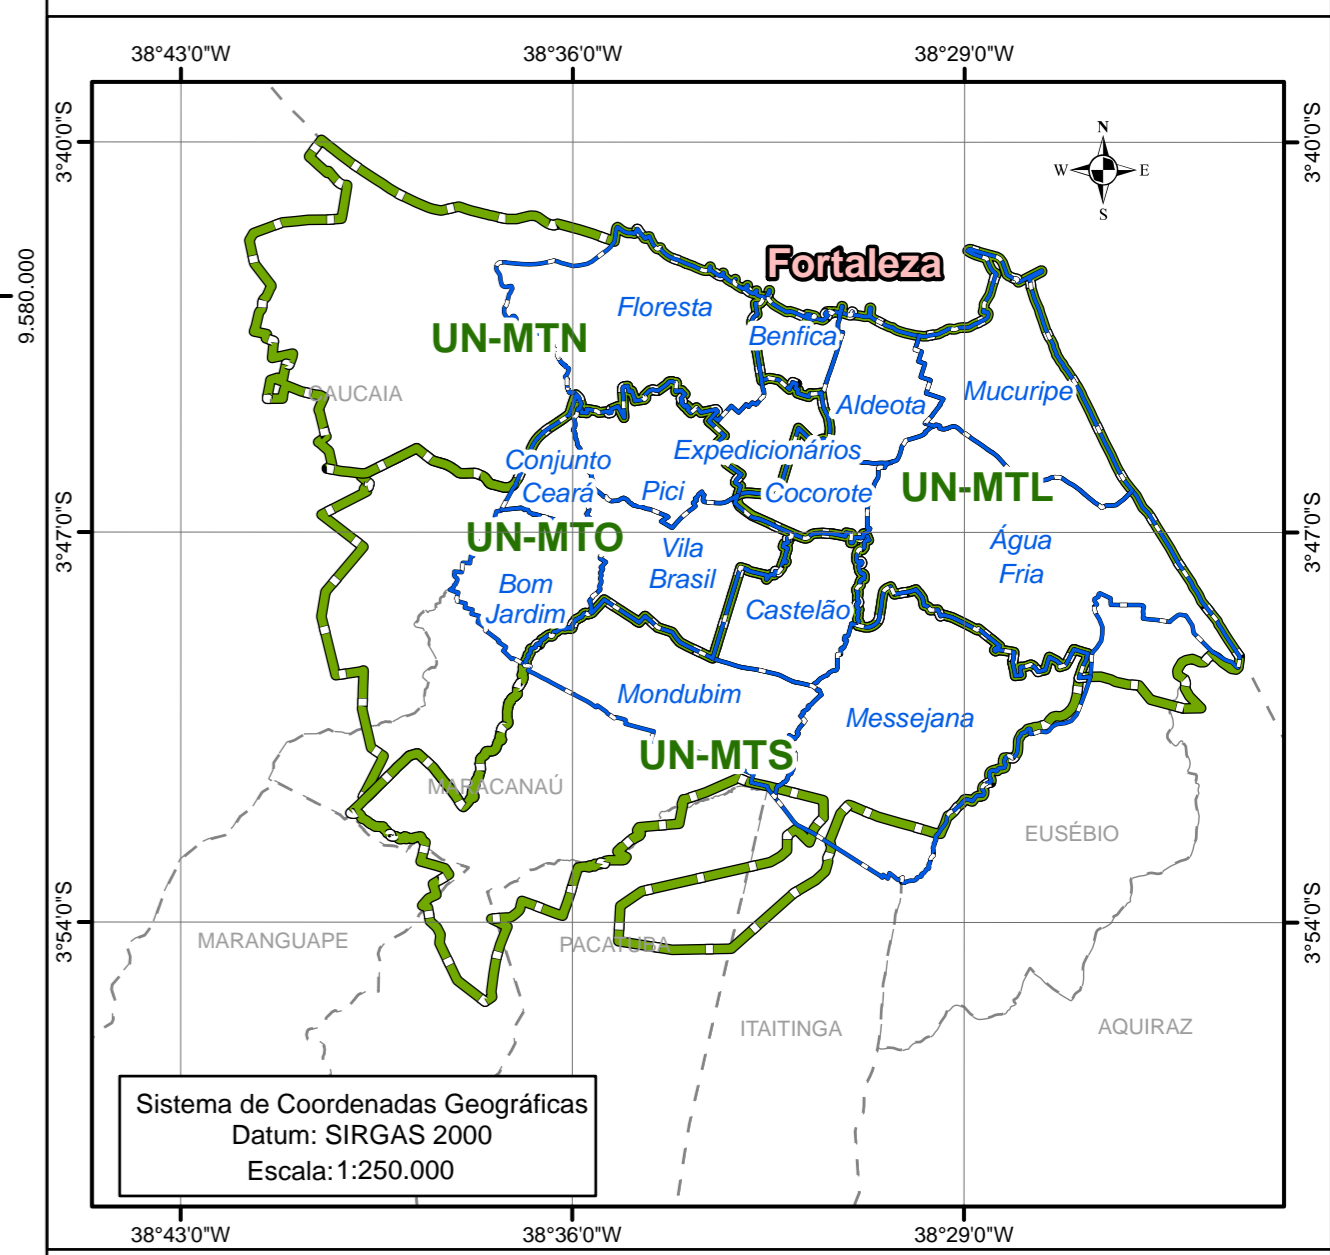 38°43'0"W 38°36'0"W 38°29'0"W
3°40'0"S 3°40'0"S
N
W E
S
9.580.000
Fortaleza
Floresta
Benfica
UN-MTN
CAUCAIA
Mucuripe
Aldeota
Expedicionários
Conjunto
Ceará
Pici
Cocorote
UN-MTL
3°47'0"S 3°47'0"S
UN-MTO
Vila
Brasil
Água
Fria
Bom
Jardim
Castelão
Mondubim
Messejana
UN-MTS
MARACANAÚ
EUSÉBIO
3°54'0"S 3°54'0"S
MARANGUAPE
PACATUBA
ITAITINGA
AQUIRAZ
Sistema de Coordenadas Geográficas
Datum: SIRGAS 2000
Escala:1:250.000
38°43'0"W 38°36'0"W 38°29'0"W